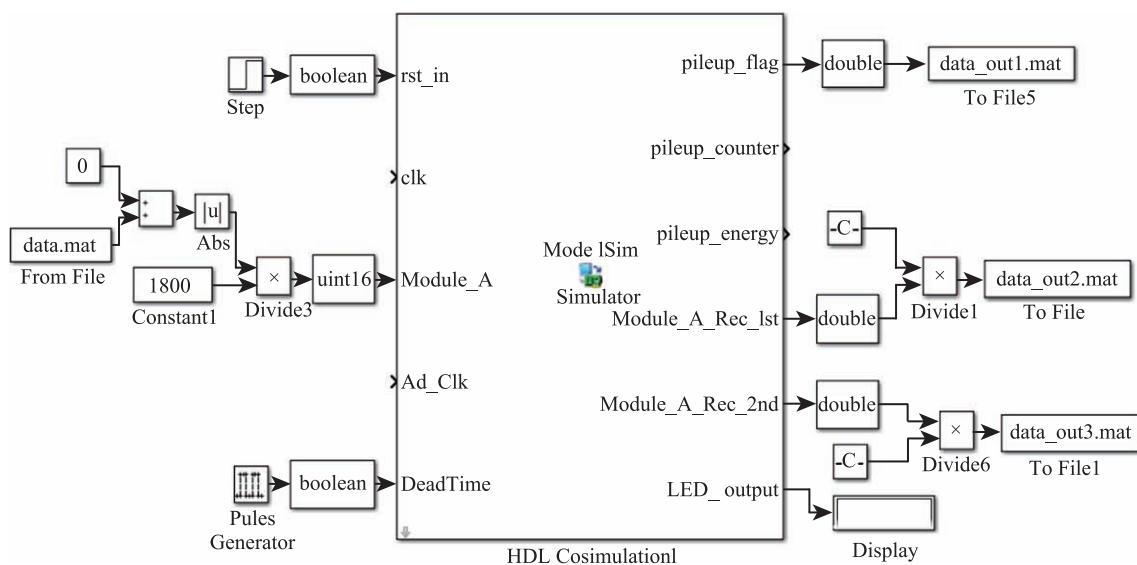 Step
boolean
rst_in
clk
0
data.mat
From File
+
+
|u|
Abs
1800
Constant1
×
Divide3
uint16
Module_A
Ad_Clk
Pules
Generator
boolean
DeadTime
Mode lSim
Simulator
HDL Cosimulationl
pileup_flag
double
data_out1.mat
To File5
pileup_counter
pileup_energy
-C-
Module_A_Rec_lst
double
×
Divide1
data_out2.mat
To File
Module_A_Rec_2nd
double
-C-
×
Divide6
data_out3.mat
To File1
LED_ output
Display